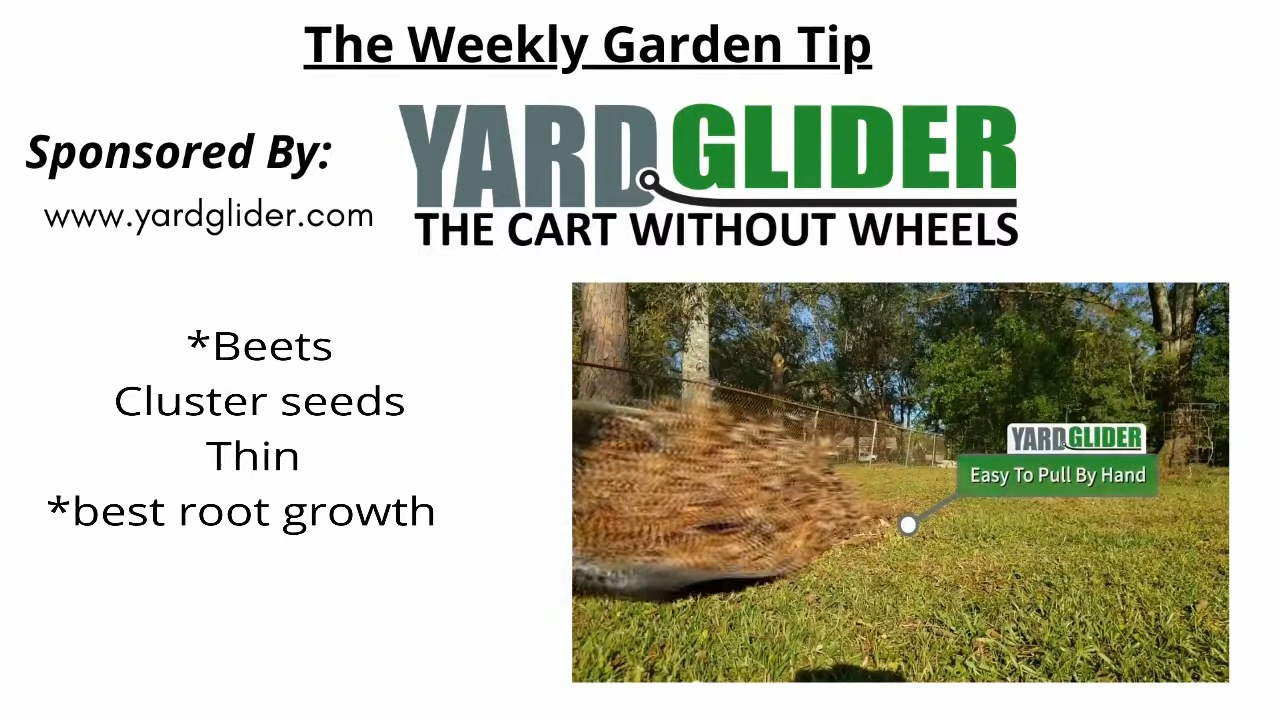 The Weekly Garden Tip
Sponsored By:
www.yardglider.com
YARDGLIDER
THE CART WITHOUT WHEELS
*Beets
Cluster seeds
Thin
*best root growth
YARDGLIDER
Easy To Pull By Hand